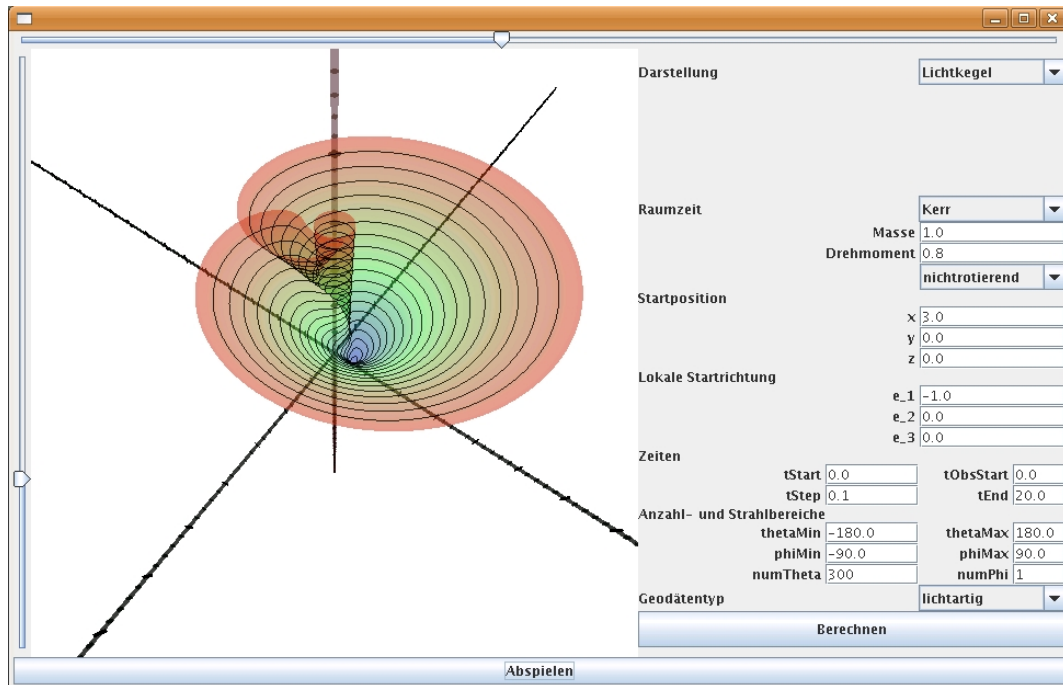 Darstellung Lichtkegel
Raumzeit Kerr
Masse 1.0
Drehmoment 0.8
nichtrotierend
Startposition
x 3.0
y 0.0
z 0.0
Lokale Startrichtung
e_1 -1.0
e_2 0.0
e_3 0.0
Zeiten
tStart 0.0 tObsStart 0.0
tStep 0.1 tEnd 20.0
Anzahl- und Strahlbereiche
thetaMin -180.0 thetaMax 180.0
phiMin -90.0 phiMax 90.0
numTheta 300 numPhi 1
Geodätentyp lichtartig
Berechnen
Abspielen